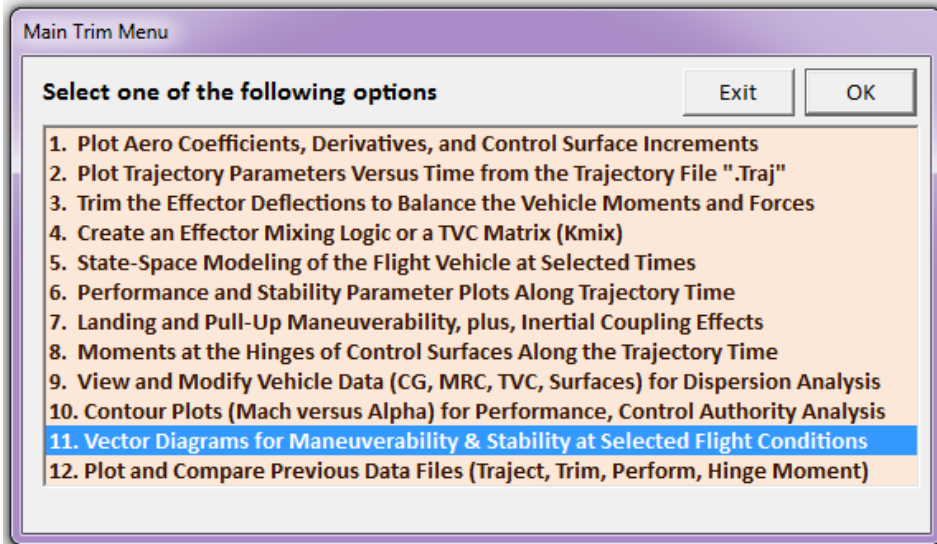 Main Trim Menu
Select one of the following options
Exit
OK
1. Plot Aero Coefficients, Derivatives, and Control Surface Increments
2. Plot Trajectory Parameters Versus Time from the Trajectory File ".Traj"
3. Trim the Effector Deflections to Balance the Vehicle Moments and Forces
4. Create an Effector Mixing Logic or a TVC Matrix (Kmix)
5. State-Space Modeling of the Flight Vehicle at Selected Times
6. Performance and Stability Parameter Plots Along Trajectory Time
7. Landing and Pull-Up Maneuverability, plus, Inertial Coupling Effects
8. Moments at the Hinges of Control Surfaces Along the Trajectory Time
9. View and Modify Vehicle Data (CG, MRC, TVC, Surfaces) for Dispersion Analysis
10. Contour Plots (Mach versus Alpha) for Performance, Control Authority Analysis
11. Vector Diagrams for Maneuverability & Stability at Selected Flight Conditions
12. Plot and Compare Previous Data Files (Traject, Trim, Perform, Hinge Moment)